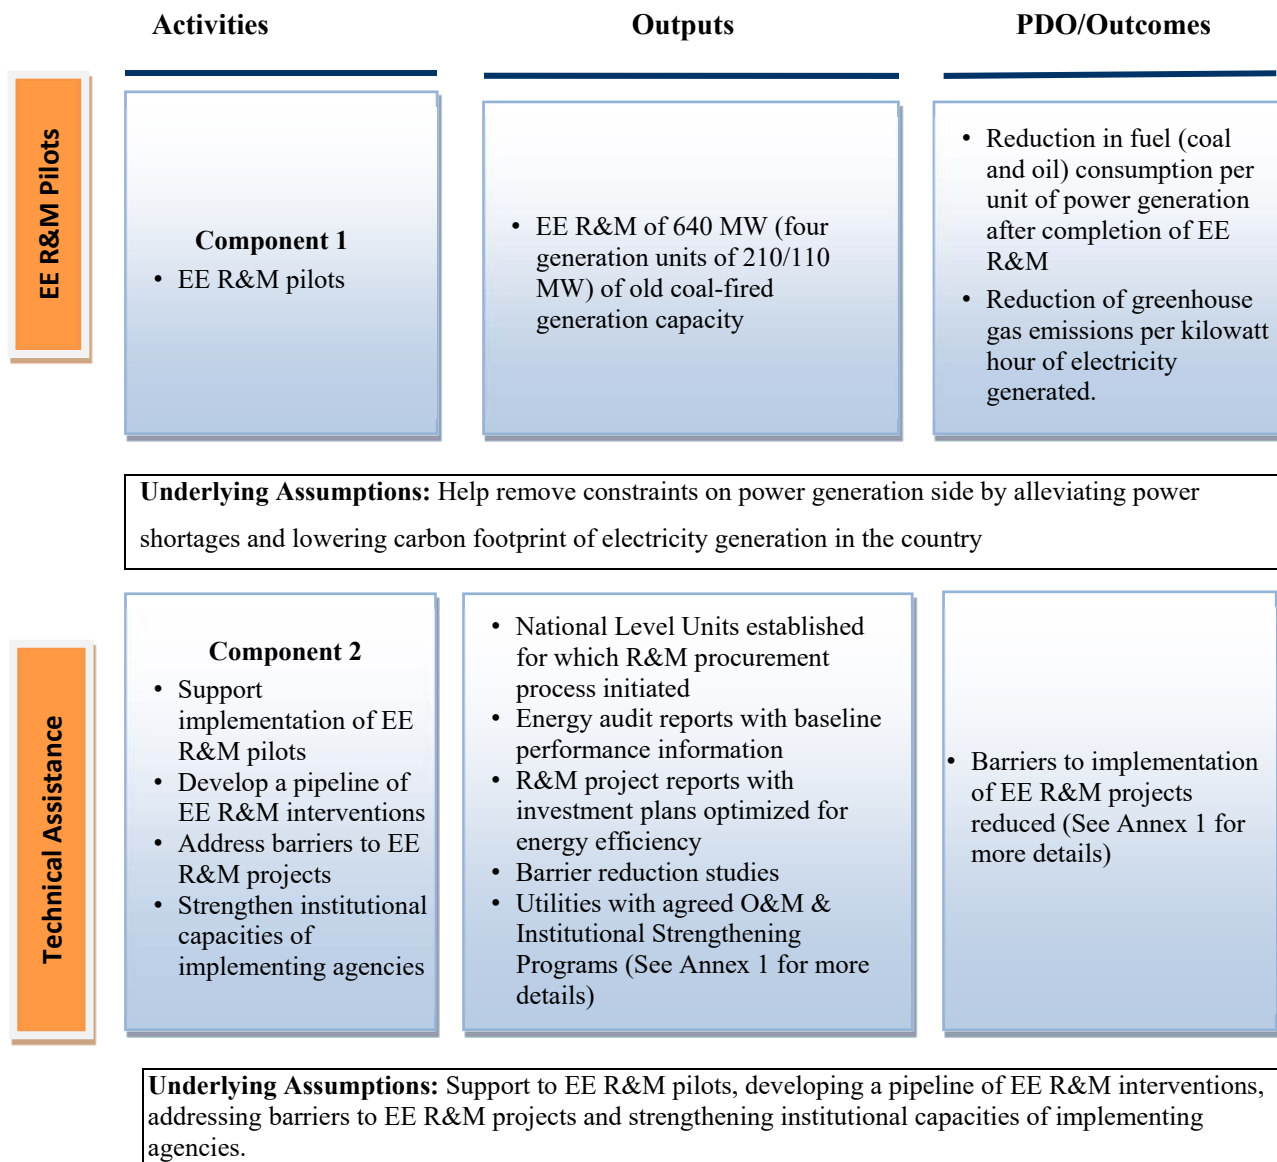 Activities
Outputs
PDO/Outcomes
EE R&M Pilots
Component 1
• EE R&M pilots
• EE R&M of 640 MW (four
generation units of 210/110
MW) of old coal-fired
generation capacity
• Reduction in fuel (coal
and oil) consumption per
unit of power generation
after completion of EE
R&M
• Reduction of greenhouse
gas emissions per kilowatt
hour of electricity
generated.
Underlying Assumptions: Help remove constraints on power generation side by alleviating power
shortages and lowering carbon footprint of electricity generation in the country
Technical Assistance
Component 2
• Support
implementation of EE
R&M pilots
• Develop a pipeline of
EE R&M interventions
• Address barriers to EE
R&M projects
• Strengthen institutional
capacities of
implementing agencies
• National Level Units established
for which R&M procurement
process initiated
• Energy audit reports with baseline
performance information
• R&M project reports with
investment plans optimized for
energy efficiency
• Barrier reduction studies
• Utilities with agreed O&M &
Institutional Strengthening
Programs (See Annex 1 for more
details)
• Barriers to implementation
of EE R&M projects
reduced (See Annex 1 for
more details)
Underlying Assumptions: Support to EE R&M pilots, developing a pipeline of EE R&M interventions,
addressing barriers to EE R&M projects and strengthening institutional capacities of implementing
agencies.